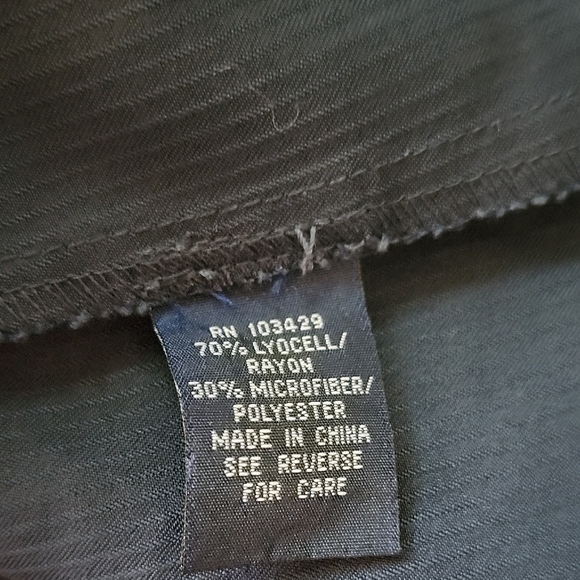 RN 103429
70% LYOCELL/
RAYON
30% MICROFIBER/
POLYESTER
MADE IN CHINA
SEE REVERSE
FOR CARE